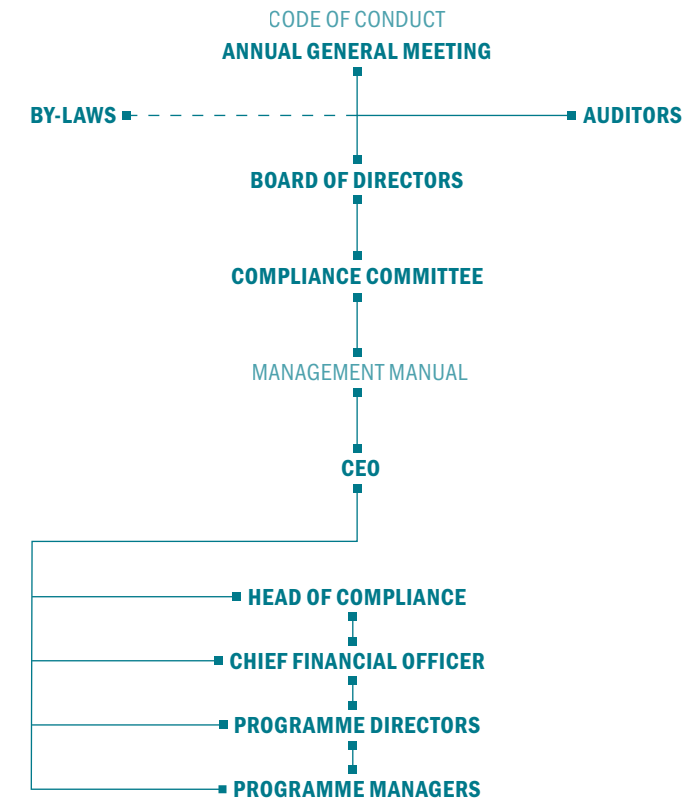 CODE OF CONDUCT
ANNUAL GENERAL MEETING
BY-LAWS
AUDITORS
BOARD OF DIRECTORS
COMPLIANCE COMMITTEE
MANAGEMENT MANUAL
CEO
HEAD OF COMPLIANCE
CHIEF FINANCIAL OFFICER
PROGRAMME DIRECTORS
PROGRAMME MANAGERS